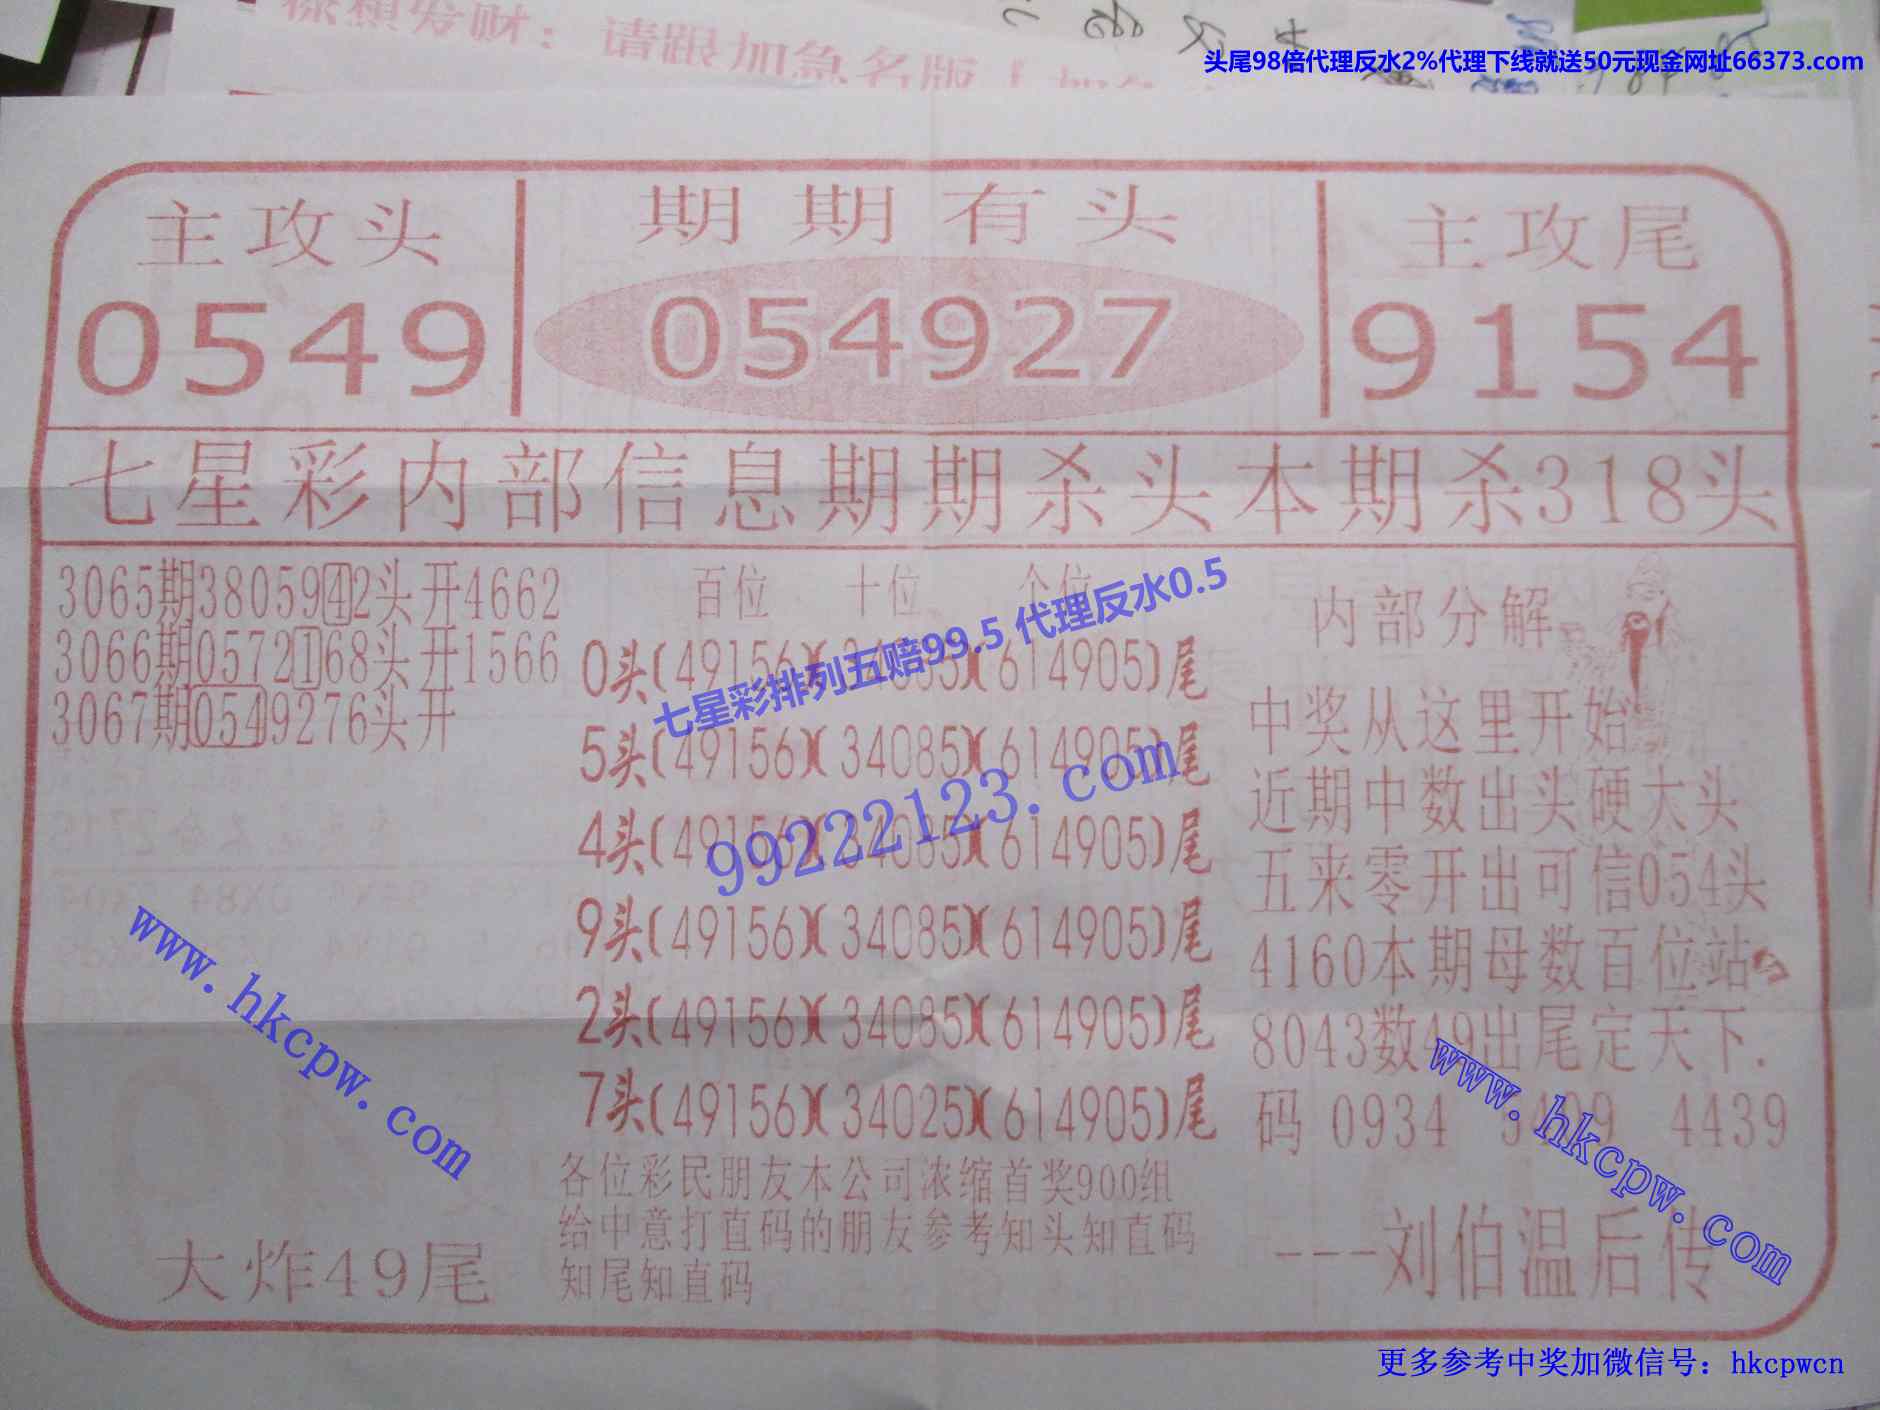 样想发财：请跟加急名版
头尾98倍代理反水2%代理下线就送50元现金网址66373.com
主攻头
期期有头
主攻尾
0549
054927
9154
七星彩内部信息期期杀头本期杀318头
3065期3805942头开4662
3066期0572168头开1566
3067期0549276头开
百位 十位 个位
0头(49156)(34085)(614905)尾
5头(49156)(34085)(614905)尾
4头(49156)(34085)(614905)尾
9头(49156)(34085)(614905)尾
2头(49156)(34085)(614905)尾
7头(49156)(34025)(614905)尾
各位彩民朋友本公司浓缩首奖900组
给中意打直码的朋友参考知头知直码
知尾知直码
大炸49尾
内部分解
中奖从这里开始
近期中数出头硬大头
五来零开出可信054头
4160本期母数百位站
8043数49出尾定天下.
码 0934 4439
---刘伯温后传
七星彩排列五赔99.5 代理反水0.5
99222123.com
www.hkcpw.com
www.hkcpw.com
更多参考中奖加微信号：hkcpwcn